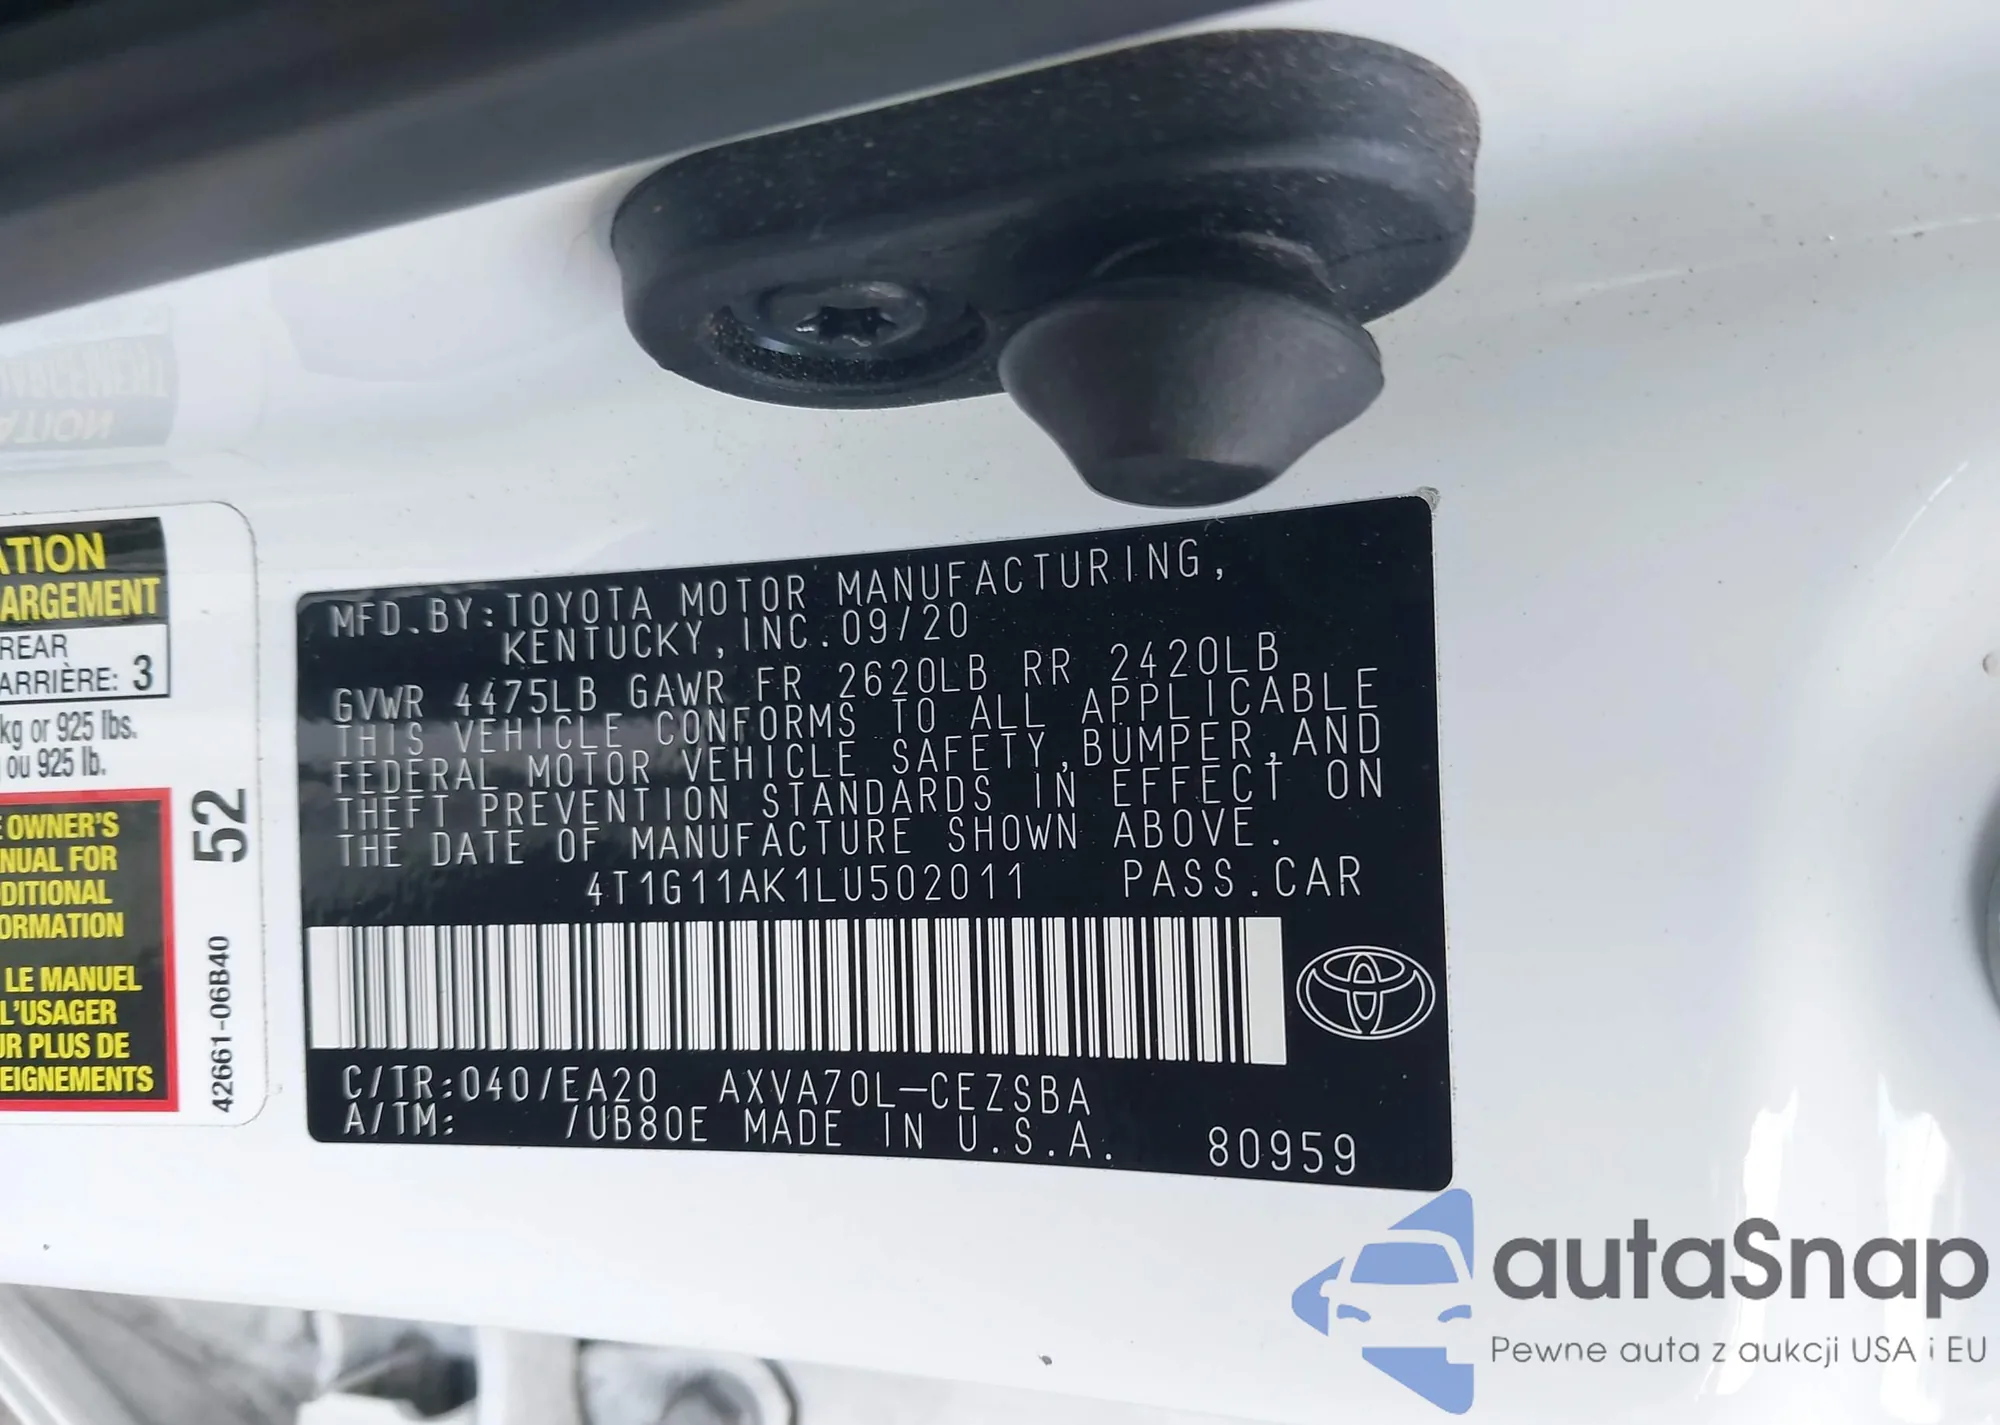 ATION
ARGEMENT
REAR
ARRIÈRE: 3
kg or 925 lbs.
ou 925 lb.
OWNER'S
NUAL FOR
DITIONAL
ORMATION
LE MANUEL
L'USAGER
UR PLUS DE
EIGNEMENTS
52
42661-06B40
MFD.BY:TOYOTA MOTOR MANUFACTURING,
KENTUCKY,INC.09/20
GVWR 4475LB GAWR FR 2620LB RR 2420LB
THIS VEHICLE CONFORMS TO ALL APPLICABLE
FEDERAL MOTOR VEHICLE SAFETY,BUMPER,AND
THEFT PREVENTION STANDARDS IN EFFECT ON
THE DATE OF MANUFACTURE SHOWN ABOVE.
4T1G11AK1LU502011 PASS.CAR
C/TR:040/EA20 AXVA70L-CEZSBA
A/TM: /UB80E MADE IN U.S.A. 80959
autaSnap
Pewne auta z aukcji USA i EU